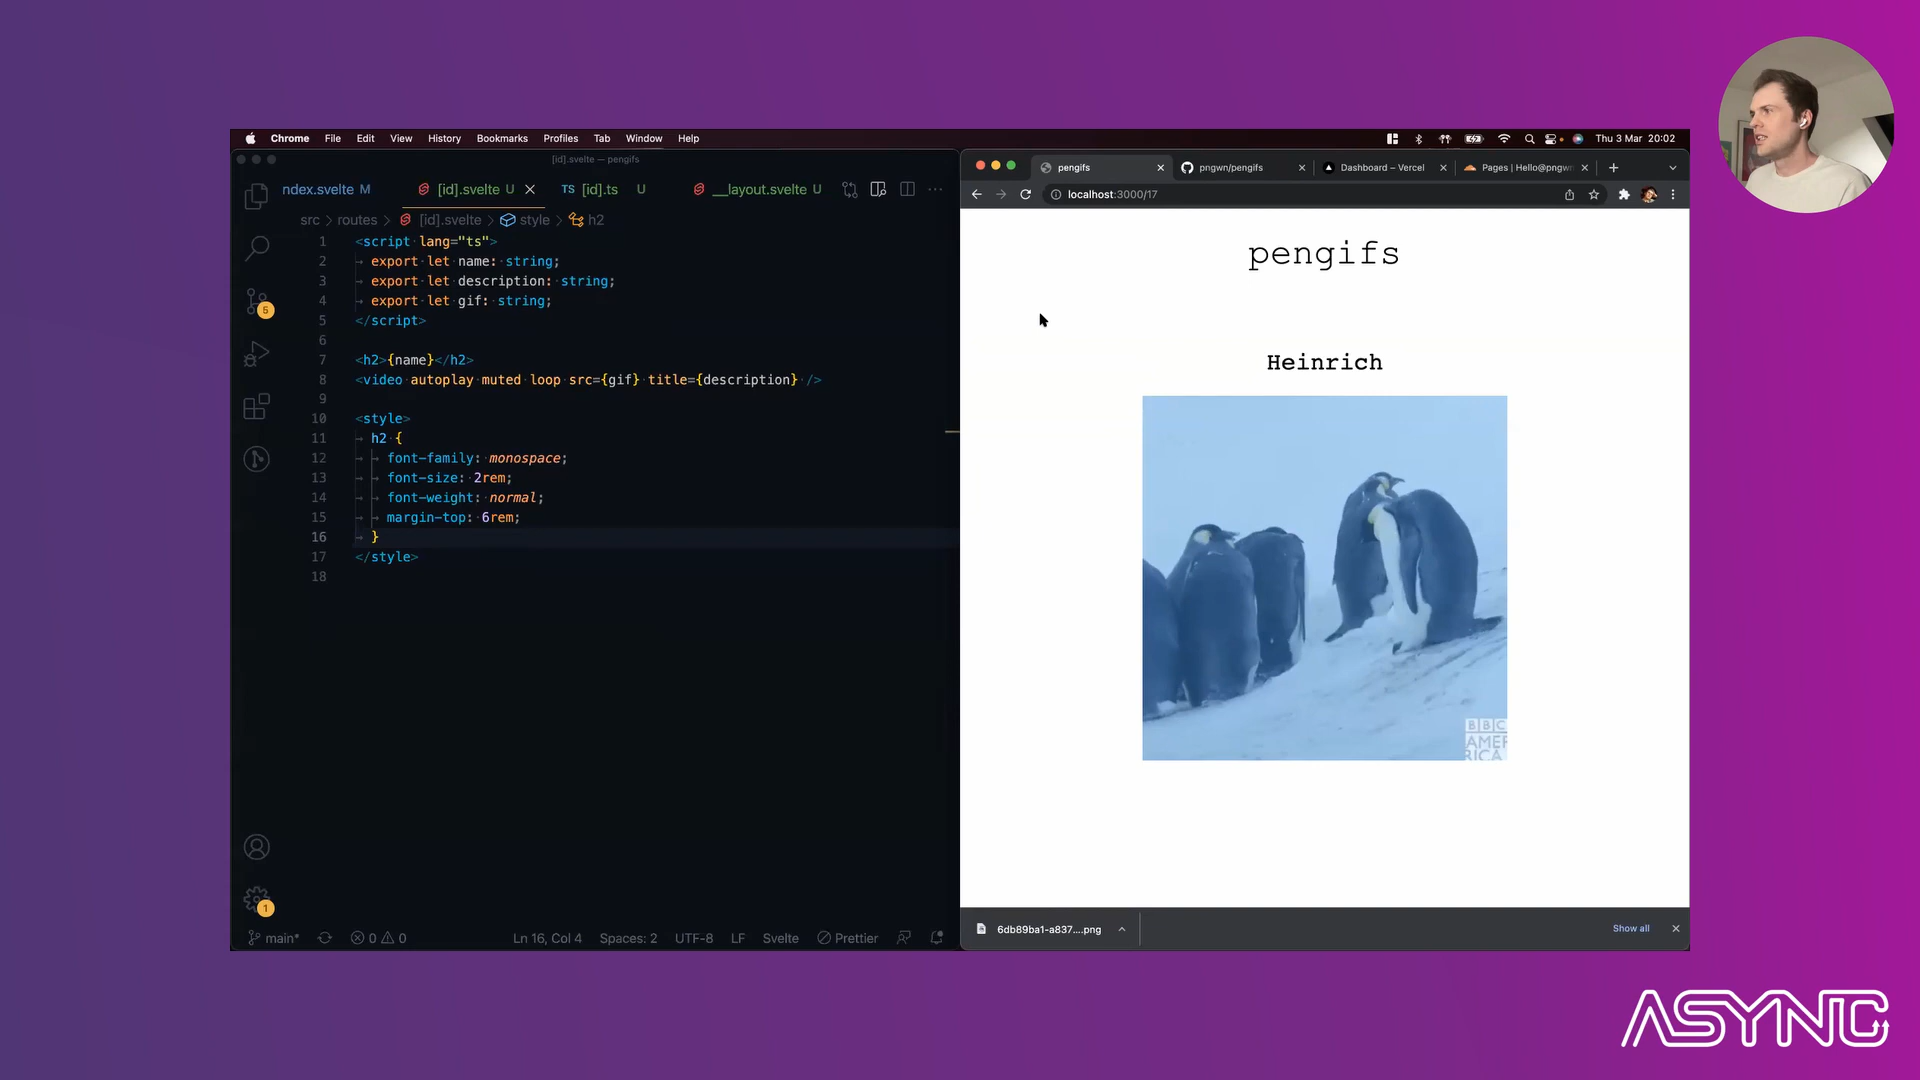 Chrome File Edit View History Bookmarks Profiles Tab Window Help
Thu 3 Mar 20:02
[id].svelte — pengifs
ndex.svelte M
[id].svelte U
TS [id].ts U
__layout.svelte U
src > routes > [id].svelte > style > h2
1 <script lang="ts">
2 export let name: string;
3 export let description: string;
4 export let gif: string;
5 </script>
6
7 <h2>{name}</h2>
8 <video autoplay muted loop src={gif} title={description} />
9
10 <style>
11 h2 {
12 font-family: monospace;
13 font-size: 2rem;
14 font-weight: normal;
15 margin-top: 6rem;
16 }
17 </style>
18
5
1
main* 0 0 Ln 16, Col 4 Spaces: 2 UTF-8 LF Svelte Prettier
pengifs
pngwn/pengifs
Dashboard – Vercel
Pages | Hello@pngwn
localhost:3000/17
pengifs
Heinrich
BBC
AMER
RICA
6db89ba1-a837....png
Show all
ASYNC